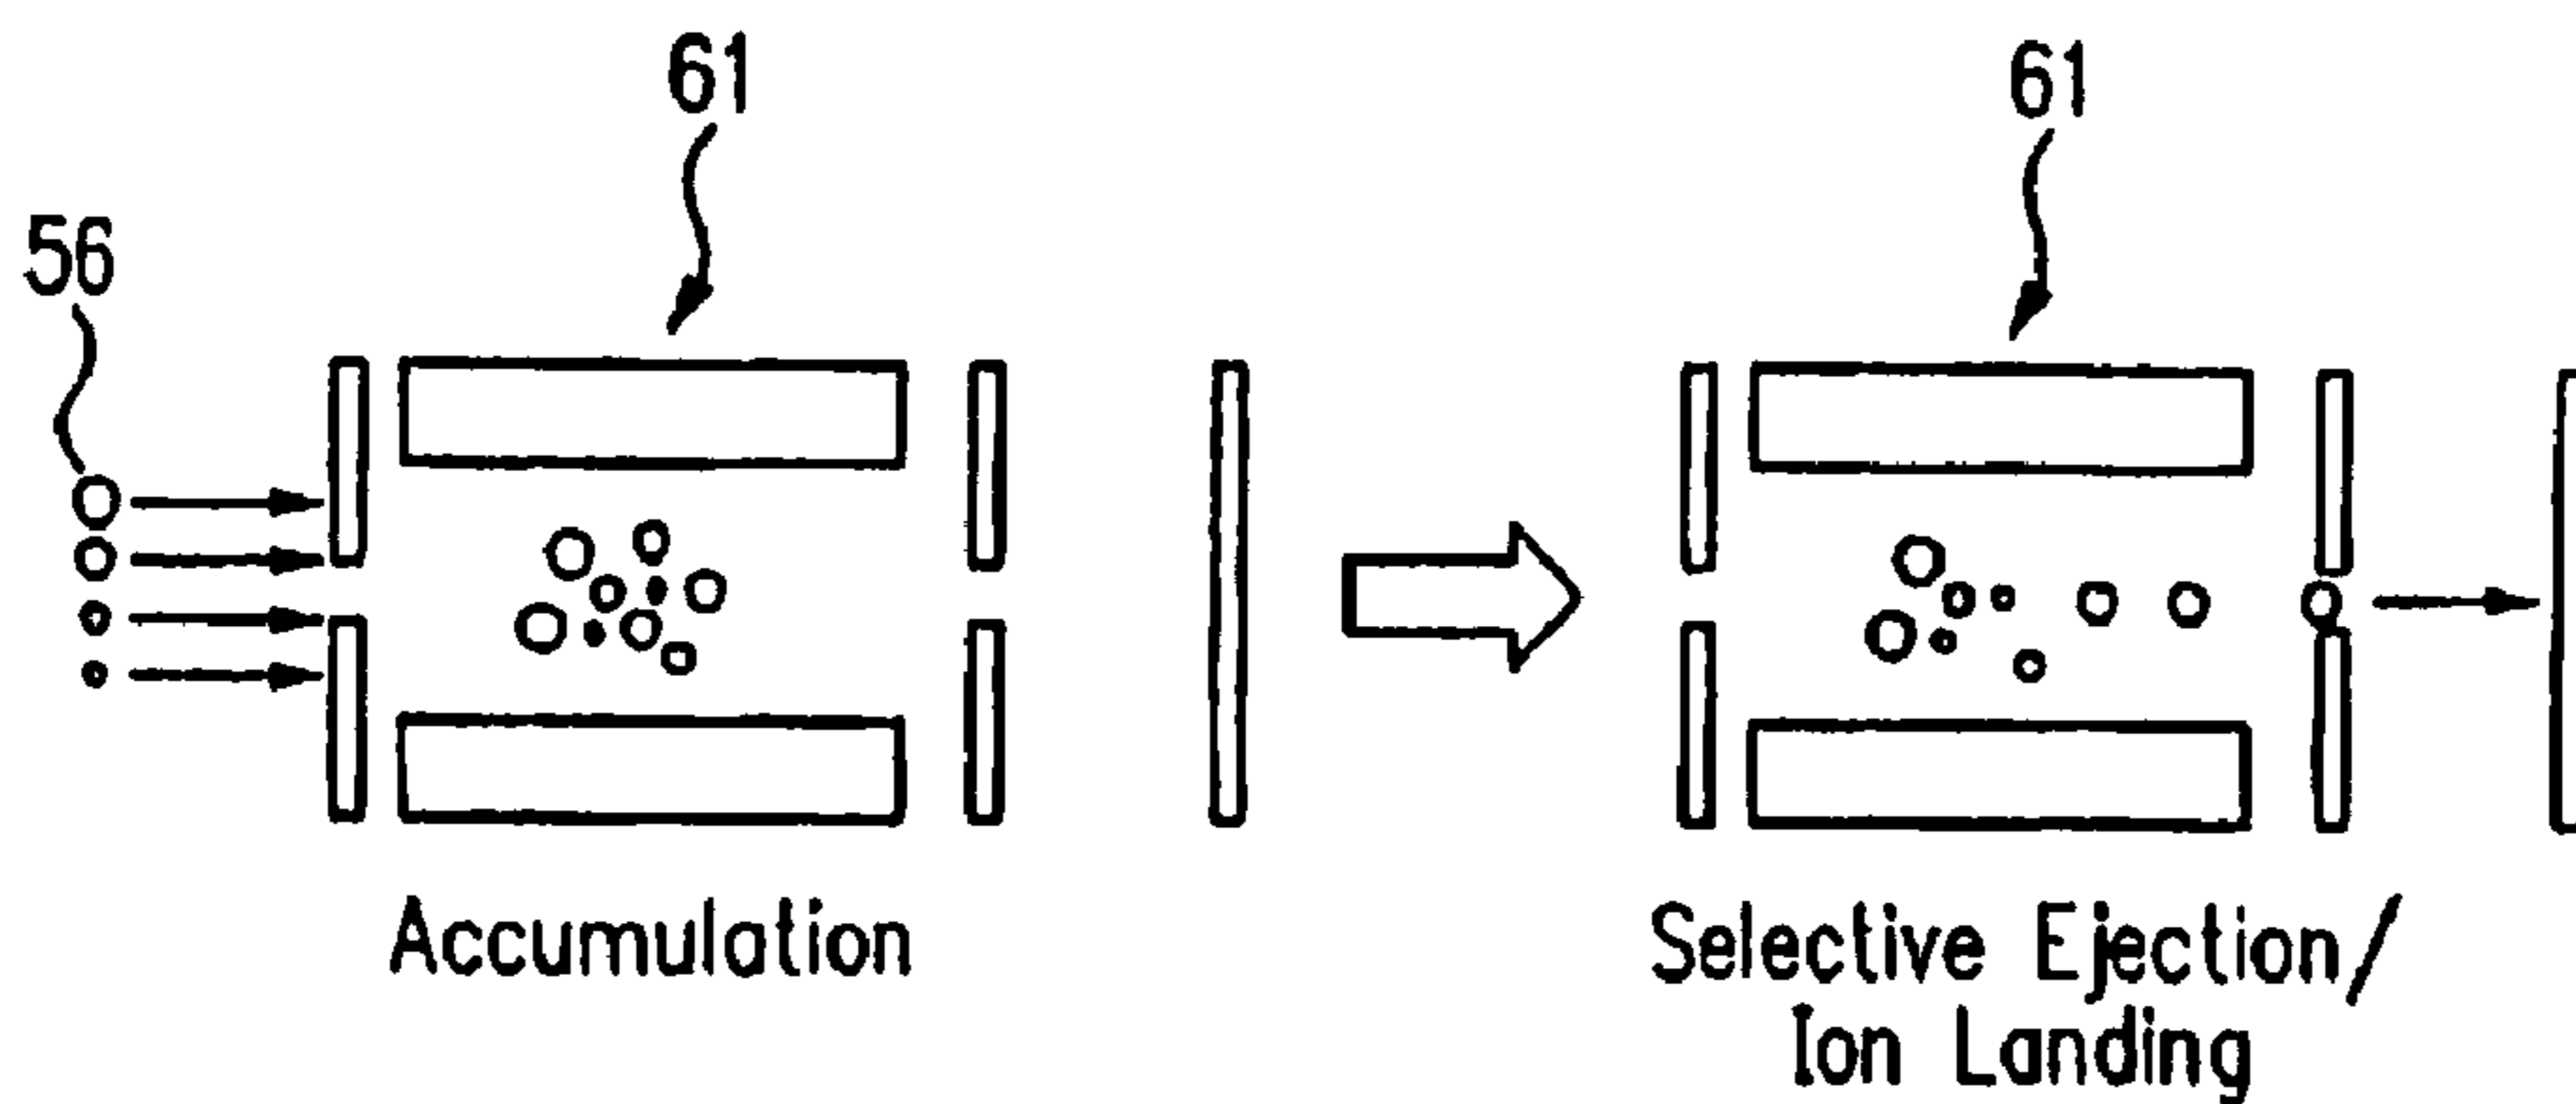 61
61
56
Accumulation
Selective Ejection/
Ion Landing